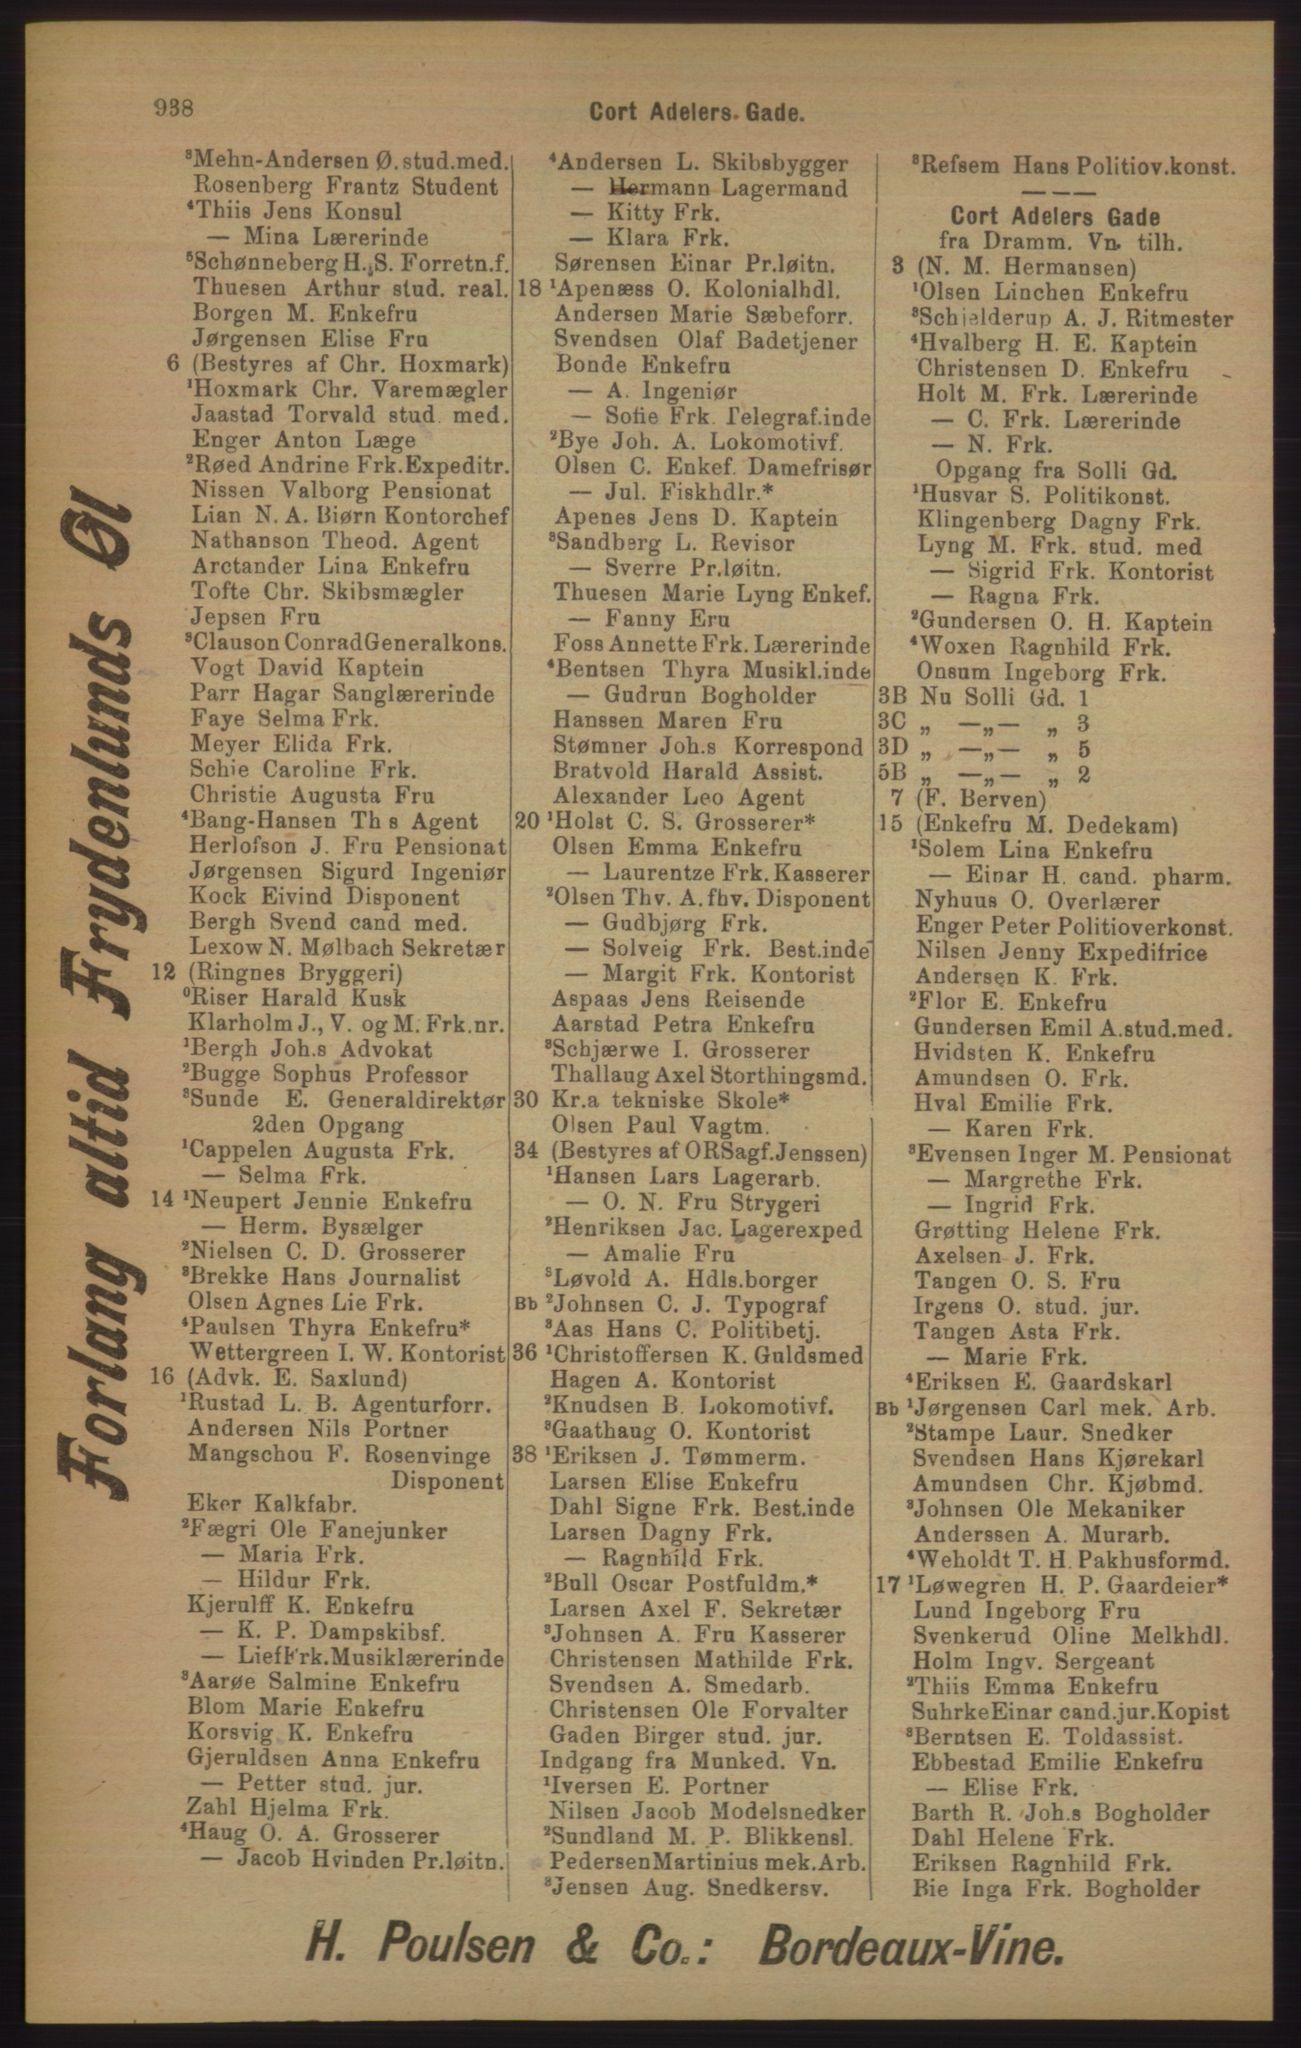 938
Cort Adelers Gade.
³Mehn-Andersen Ø. stud.med.
Rosenberg Frantz Student
⁴Thiis Jens Konsul
— Mina Lærerinde
⁵Schønneberg H. S. Forretn.f.
Thuesen Arthur stud. real.
Borgen M. Enkefru
Jørgensen Elise Fru
6 (Bestyres af Chr. Hoxmark)
¹Hoxmark Chr. Varemægler
Jaastad Torvald stud. med.
Enger Anton Læge
²Røed Andrine Frk. Expeditr.
Nissen Valborg Pensionat
Lian N. A. Biørn Kontorchef
Nathanson Theod. Agent
Arctander Lina Enkefru
Tofte Chr. Skibsmægler
Jepsen Fru
³Clauson Conrad Generalkons.
Vogt David Kaptein
Parr Hagar Sanglærerinde
Faye Selma Frk.
Meyer Elida Frk.
Schie Caroline Frk.
Christie Augusta Fru
⁴Bang-Hansen Th s Agent
Herlofson J. Fru Pensionat
Jørgensen Sigurd Ingeniør
Kock Eivind Disponent
Bergh Svend cand med.
Lexow N. Mølbach Sekretær
12 (Ringnes Bryggeri)
⁰Riser Harald Kusk
Klarholm J., V. og M. Frk.nr.
¹Bergh Joh.s Advokat
²Bugge Sophus Professor
³Sunde E. Generaldirektør
2den Opgang
¹Cappelen Augusta Frk.
— Selma Frk.
14 ¹Neupert Jennie Enkefru
— Herm. Bysælger
²Nielsen C. D. Grosserer
³Brekke Hans Journalist
Olsen Agnes Lie Frk.
⁴Paulsen Thyra Enkefru*
Wettergreen I. W. Kontorist
16 (Advk. E. Saxlund)
¹Rustad L. B. Agenturforr.
Andersen Nils Portner
Mangschou F. Rosenvinge
Disponent
Eker Kalkfabr.
²Fægri Ole Fanejunker
— Maria Frk.
— Hildur Frk.
Kjerulff K. Enkefru
— K. P. Dampskibsf.
— Lief Frk. Musiklærerinde
³Aarøe Salmine Enkefru
Blom Marie Enkefru
Korsvig K. Enkefru
Gjeruldsen Anna Enkefru
— Petter stud. jur.
Zahl Hjelma Frk.
⁴Haug O. A. Grosserer
— Jacob Hvinden Pr.løitn.
⁴Andersen L. Skibsbygger
— Hermann Lagermand
— Kitty Frk.
— Klara Frk.
Sørensen Einar Pr.løitn.
18 ¹Apenæss O. Kolonialhdl.
Andersen Marie Sæbeforr.
Svendsen Olaf Badetjener
Bonde Enkefru
— A. Ingeniør
— Sofie Frk. Telegraf.inde
²Bye Joh. A. Lokomotivf.
Olsen C. Enkef. Damefrisør
— Jul. Fiskhdlr.*
Apenes Jens D. Kaptein
³Sandberg L. Revisor
— Sverre Pr.løitn.
Thuesen Marie Lyng Enkef.
— Fanny Eru
Foss Annette Frk. Lærerinde
⁴Bentsen Thyra Musikl.inde
— Gudrun Bogholder
Hanssen Maren Fru
Stømner Joh.s Korrespond
Bratvold Harald Assist.
Alexander Leo Agent
20 ¹Holst C. S. Grosserer*
Olsen Emma Enkefru
— Laurentze Frk. Kasserer
²Olsen Thv. A. fhv. Disponent
— Gudbjørg Frk.
— Solveig Frk. Best.inde
— Margit Frk. Kontorist
Aspaas Jens Reisende
Aarstad Petra Enkefru
³Schjærwe I. Grosserer
Thallaug Axel Storthingsmd.
30 Kr.a tekniske Skole*
Olsen Paul Vagtm.
34 (Bestyres af ORSagf. Jenssen)
¹Hansen Lars Lagerarb.
— O. N. Fru Strygeri
²Henriksen Jac. Lagerexped
— Amalie Fru
³Løvold A. Hdls.borger
Bb ²Johnsen C. J. Typograf
³Aas Hans C. Politibetj.
36 ¹Christoffersen K. Guldsmed
Hagen A. Kontorist
²Knudsen B. Lokomotivf.
³Gaathaug O. Kontorist
38 ¹Eriksen J. Tømmerm.
Larsen Elise Enkefru
Dahl Signe Frk. Best.inde
Larsen Dagny Frk.
— Ragnhild Frk.
²Bull Oscar Postfuldm.*
Larsen Axel F. Sekretær
³Johnsen A. Fru Kasserer
Christensen Mathilde Frk.
Svendsen A. Smedarb.
Christensen Ole Forvalter
Gaden Birger stud. jur.
Indgang fra Munked. Vn.
¹Iversen E. Portner
Nilsen Jacob Modelsnedker
²Sundland M. P. Blikkensl.
Pedersen Martinius mek. Arb.
³Jensen Aug. Snedkersv.
³Refsem Hans Politiov.konst.
— — —
Cort Adelers Gade
fra Dramm. Vn. tilh.
3 (N. M. Hermansen)
¹Olsen Linchen Enkefru
³Schjelderup A. J. Ritmester
⁴Hvalberg H. E. Kaptein
Christensen D. Enkefru
Holt M. Frk. Lærerinde
— C. Frk. Lærerinde
— N. Frk.
Opgang fra Solli Gd.
¹Husvar S. Politikonst.
Klingenberg Dagny Frk.
Lyng M. Frk. stud. med
— Sigrid Frk. Kontorist
— Ragna Frk.
²Gundersen O. H. Kaptein
⁴Woxen Ragnhild Frk.
Onsum Ingeborg Frk.
3B Nu Solli Gd. 1
3C „ —„— „ 3
3D „ —„— „ 5
5B „ —„— „ 2
7 (F. Berven)
15 (Enkefru M. Dedekam)
¹Solem Lina Enkefru
— Einar H. cand. pharm.
Nyhuus O. Overlærer
Enger Peter Politioverkonst.
Nilsen Jenny Expeditrice
Andersen K. Frk.
²Flor E. Enkefru
Gundersen Emil A. stud.med.
Hvidsten K. Enkefru
Amundsen O. Frk.
Hval Emilie Frk.
— Karen Frk.
³Evensen Inger M. Pensionat
— Margrethe Frk.
— Ingrid Frk.
Grøtting Helene Frk.
Axelsen J. Frk.
Tangen O. S. Fru
Irgens O. stud. jur.
Tangen Asta Frk.
— Marie Frk.
⁴Eriksen E. Gaardskarl
Bb ¹Jørgensen Carl mek. Arb.
²Stampe Laur. Snedker
Svendsen Hans Kjørekarl
Amundsen Chr. Kjøbmd.
³Johnsen Ole Mekaniker
Anderssen A. Murarb.
⁴Weholdt T. H. Pakhusformd.
17 ¹Løwegren H. P. Gaardeier*
Lund Ingeborg Fru
Svenkerud Oline Melkhdl.
Holm Ingv. Sergeant
²Thiis Emma Enkefru
Suhrke Einar cand.jur. Kopist
³Berntsen E. Toldassist.
Ebbestad Emilie Enkefru
— Elise Frk.
Barth R. Joh.s Bogholder
Dahl Helene Frk.
Eriksen Ragnhild Frk.
Bie Inga Frk. Bogholder
Forlang altid Frydenlunds Øl
H. Poulsen & Co.: Bordeaux-Vine.